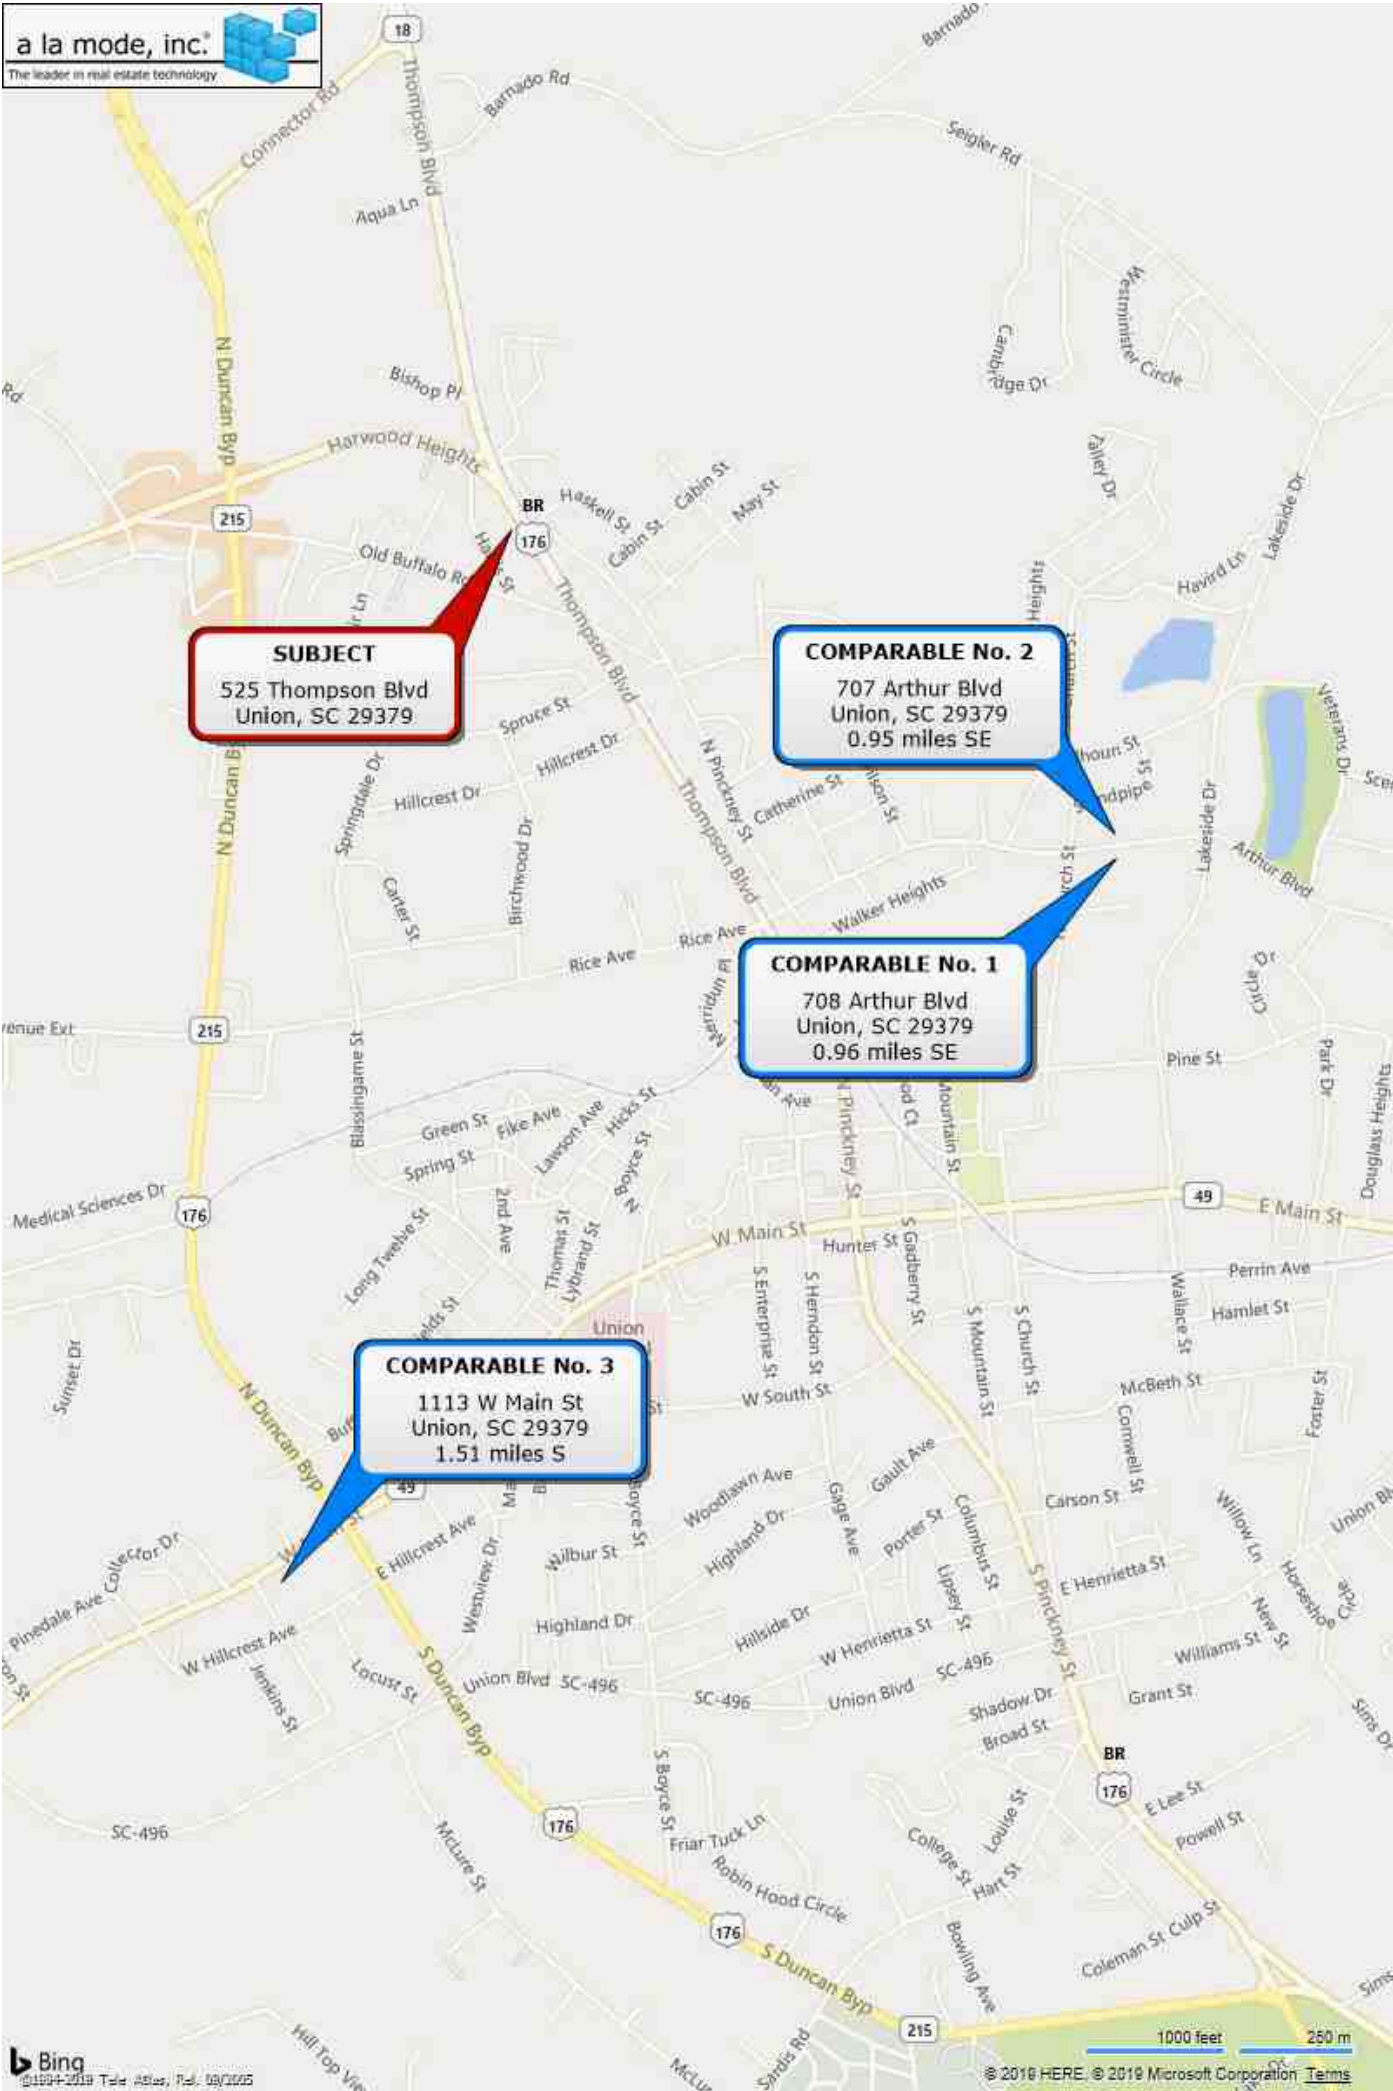 a la mode, inc.
The leader in real estate technology
18
Barnado
Connector Rd
Thompson Blvd
Barnado Rd
Seigler Rd
Aqua Ln
Westminister Circle
N Duncan Byp
Cambridge Dr
Bishop Pl
Rd
Harwood Heights
Talley Dr
Lakeside Dr
Cabin St
May St
Haskell St
BR
176
215
Cabin St
Old Buffalo Rd
Havird Ln
Heights
Thompson Blvd
SUBJECT
525 Thompson Blvd
Union, SC 29379
COMPARABLE No. 2
707 Arthur Blvd
Union, SC 29379
0.95 miles SE
Spruce St
Hillcrest Dr
Veterans Dr
N Pinckney St
Catherine St
Hillcrest Dr
Springdale Dr
N Duncan
Thompson Blvd
Lakeside Dr
Arthur Blvd
Birchwood Dr
Carter St
Walker Heights
Rice Ave
Rice Ave
COMPARABLE No. 1
708 Arthur Blvd
Union, SC 29379
0.96 miles SE
Circle Dr
Merridun Pl
215
Pine St
Park Dr
Blassingame St
Douglass Heights
N Pinckney St
Green St
Fike Ave
Lawson Ave
Hicks St
N Boyce St
Spring St
Medical Sciences Dr
176
2nd Ave
49
E Main St
W Main St
Hunter St
S Gadberry St
Long Twelve St
Thomas St
Lybrand St
Perrin Ave
S Enterprise St
S Herndon St
Wallace St
Hamlet St
Union
S Mountain St
S Church St
Sunset Dr
COMPARABLE No. 3
1113 W Main St
Union, SC 29379
1.51 miles S
McBeth St
W South St
Foster St
N Duncan Byp
Cornwell St
49
Woodlawn Ave
Gault Ave
Gage Ave
Carson St
Willow Ln
Columbus St
Highland Dr
Porter St
Collector Dr
E Hillcrest Ave
Wilbur St
Lipsey St
E Henrietta St
Horseshoe Circle
Pinedale Ave
Westview Dr
S Pinckney St
New St
Highland Dr
Hillside Dr
W Henrietta St
Williams St
W Hillcrest Ave
Jenkins St
Locust St
Union Blvd
SC-496
SC-496
Union Blvd
SC-496
S Duncan Byp
Shadow Dr
Grant St
Broad St
Sims Dr
BR
176
S Boyce St
E Lee St
176
Louise St
Powell St
SC-496
Friar Tuck Ln
College St
McLure St
Robin Hood Circle
Hart St
176
Coleman St
Culp St
Bowling Ave
S Duncan Byp
215
Sardis Rd
1000 feet
250 m
Bing
Hill Top
© 2019 HERE, © 2019 Microsoft Corporation Terms